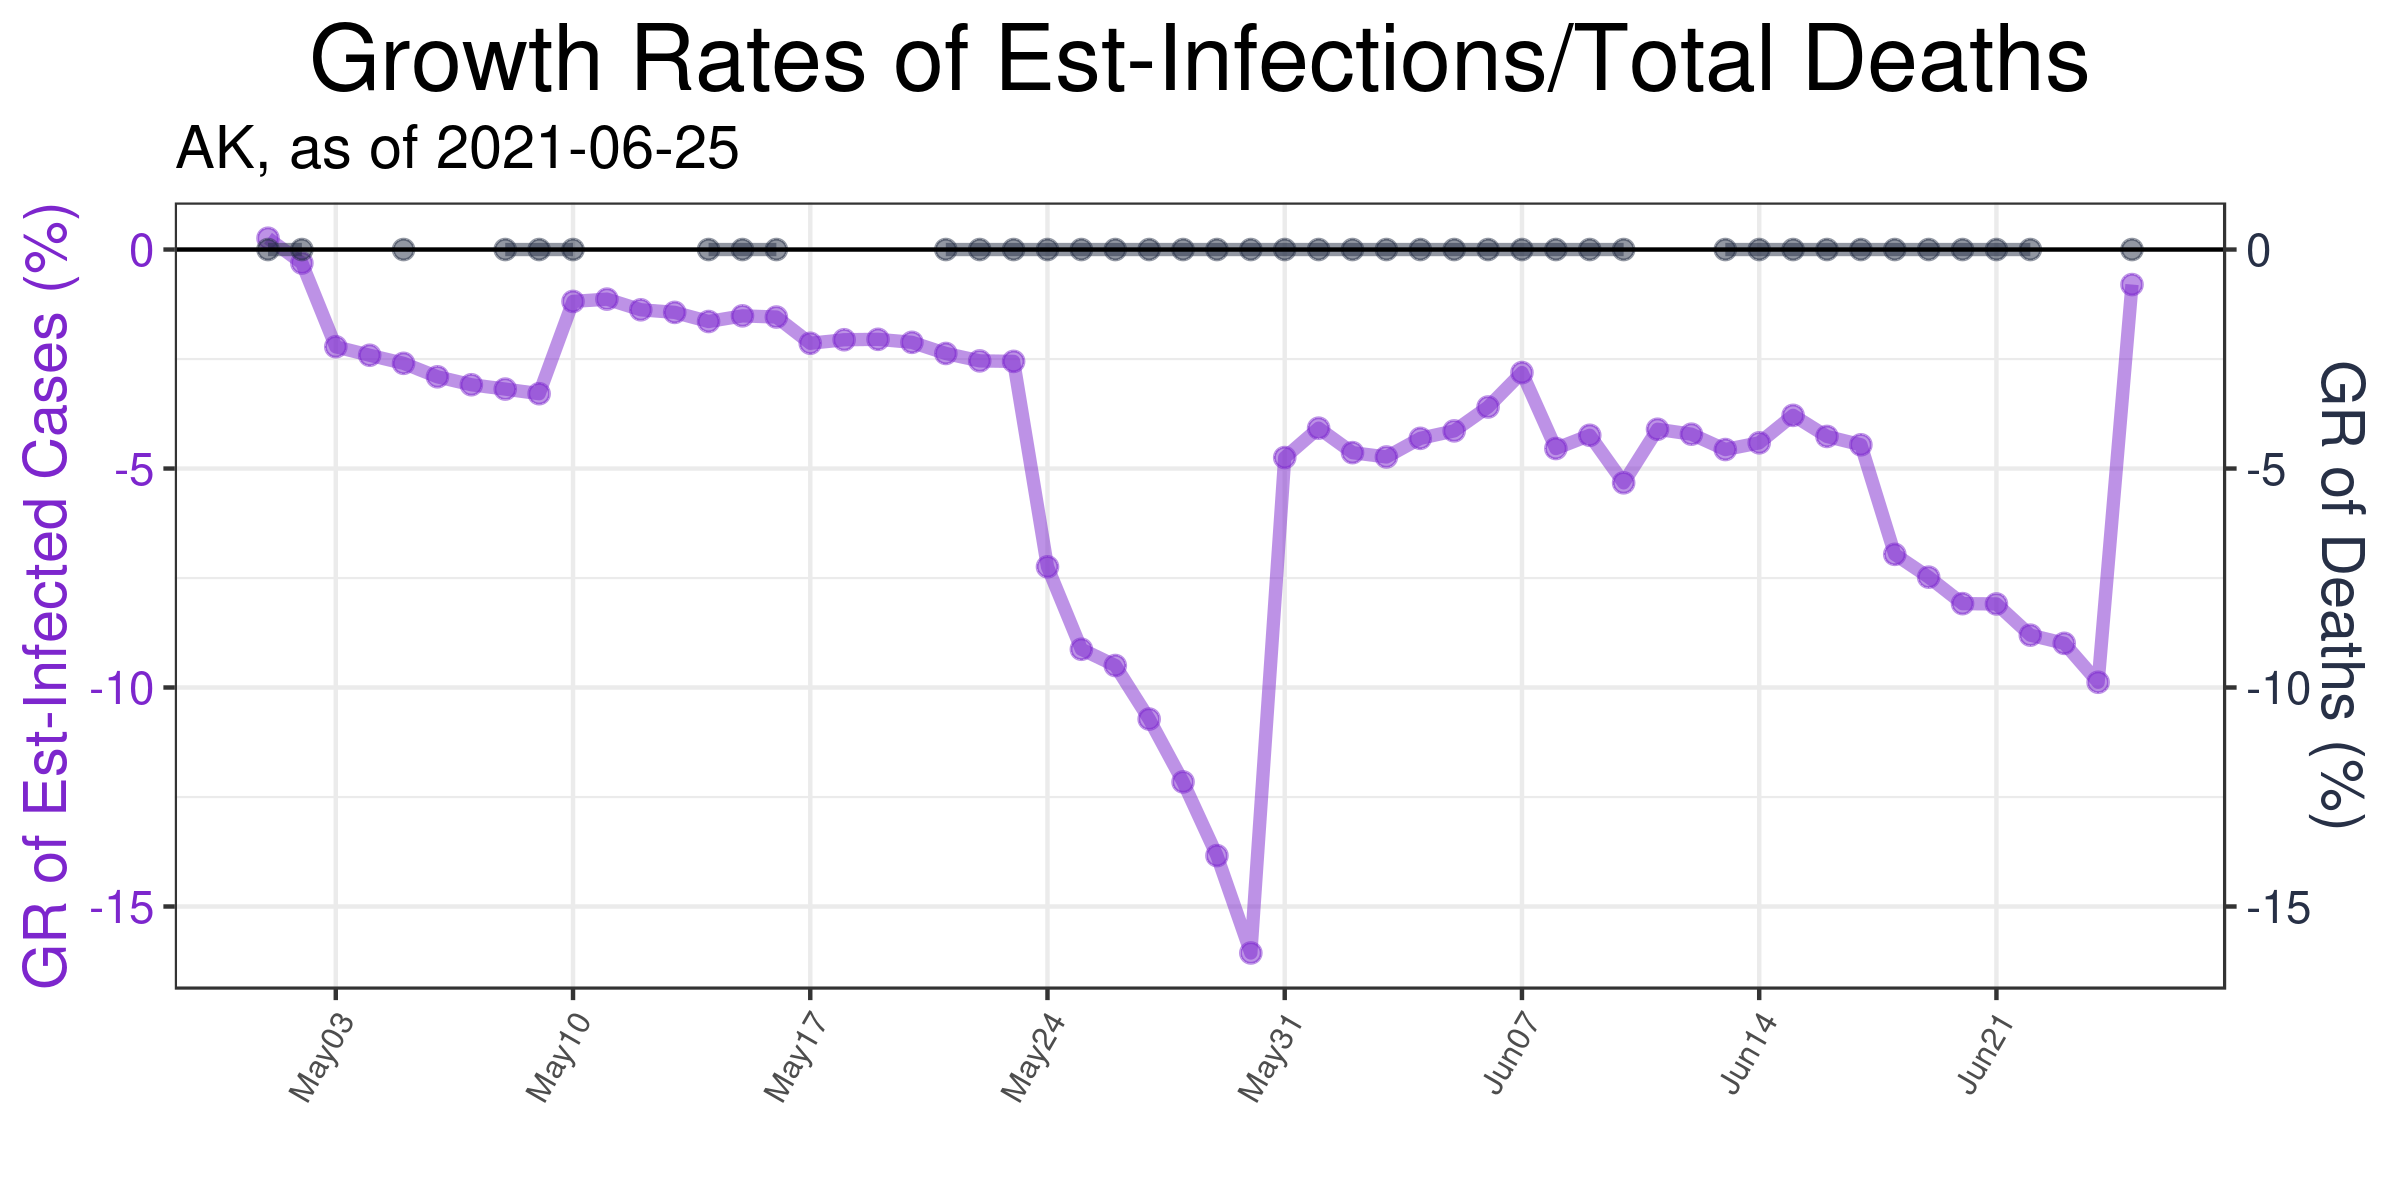 Growth Rates of Est-Infections/Total Deaths
AK, as of 2021-06-25
GR of Est-Infected Cases (%)
0
-5
-10
-15
0
-5
-10
-15
GR of Deaths (%)
May03
May10
May17
May24
May31
Jun07
Jun14
Jun21